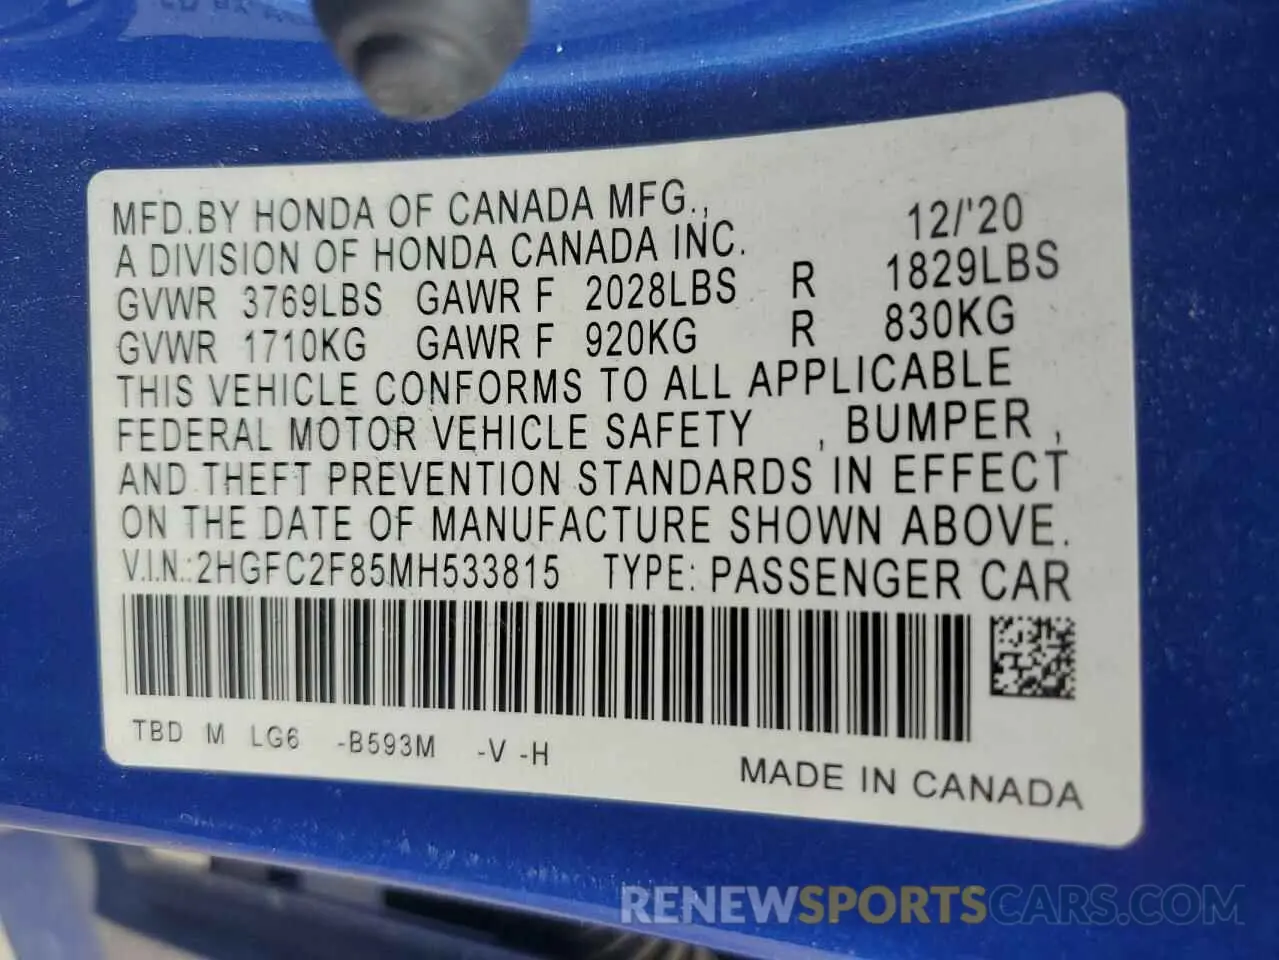 MFD.BY HONDA OF CANADA MFG.,
A DIVISION OF HONDA CANADA INC. 12/'20
GVWR 3769LBS GAWR F 2028LBS R 1829LBS
GVWR 1710KG GAWR F 920KG R 830KG
THIS VEHICLE CONFORMS TO ALL APPLICABLE
FEDERAL MOTOR VEHICLE SAFETY , BUMPER ,
AND THEFT PREVENTION STANDARDS IN EFFECT
ON THE DATE OF MANUFACTURE SHOWN ABOVE.
V.I.N.:2HGFC2F85MH533815 TYPE: PASSENGER CAR
TBD M LG6 -B593M -V -H
MADE IN CANADA
RENEWSPORTSCARS.COM